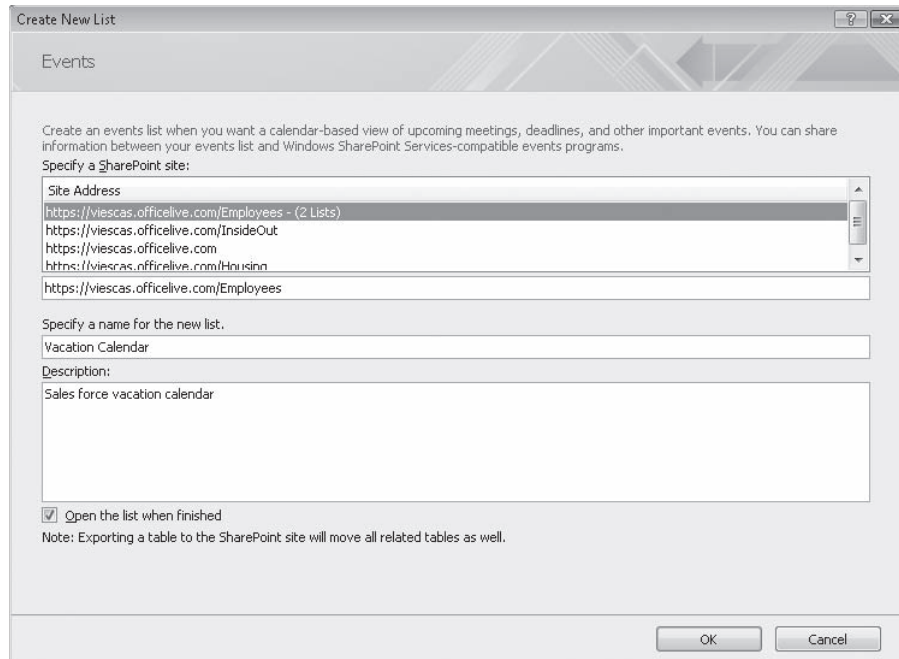 Create New List
Events
Create an events list when you want a calendar-based view of upcoming meetings, deadlines, and other important events. You can share
information between your events list and Windows SharePoint Services-compatible events programs.
Specify a SharePoint site:
Site Address
https://viescas.officelive.com/Employees - (2 Lists)
https://viescas.officelive.com/InsideOut
https://viescas.officelive.com
https://viescas.officelive.com/Housing
https://viescas.officelive.com/Employees
Specify a name for the new list.
Vacation Calendar
Description:
Sales force vacation calendar
Open the list when finished
Note: Exporting a table to the SharePoint site will move all related tables as well.
OK
Cancel